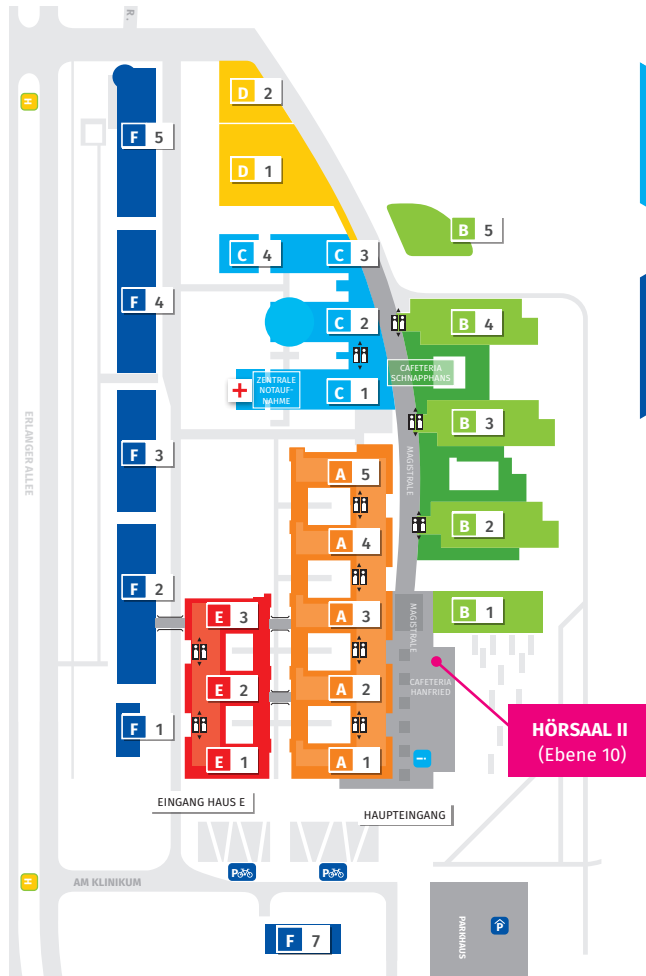 R.
H
D 2
F 5
D 1
B 5
C 4
C 3
F 4
C 2
B 4
CAFETERIA
SCHNAPPHANS
ZENTRALE
NOTAUF-
NAHME
C 1
ERLANGER ALLEE
B 3
F 3
A 5
MAGISTRALE
B 2
A 4
F 2
E 3
A 3
B 1
MAGISTRALE
E 2
A 2
CAFETERIA
HANFRIED
F 1
HÖRSAAL II
(Ebene 10)
E 1
A 1
i
EINGANG HAUS E
HAUPTEINGANG
P
P
H
AM KLINIKUM
PARKHAUS
P
F 7